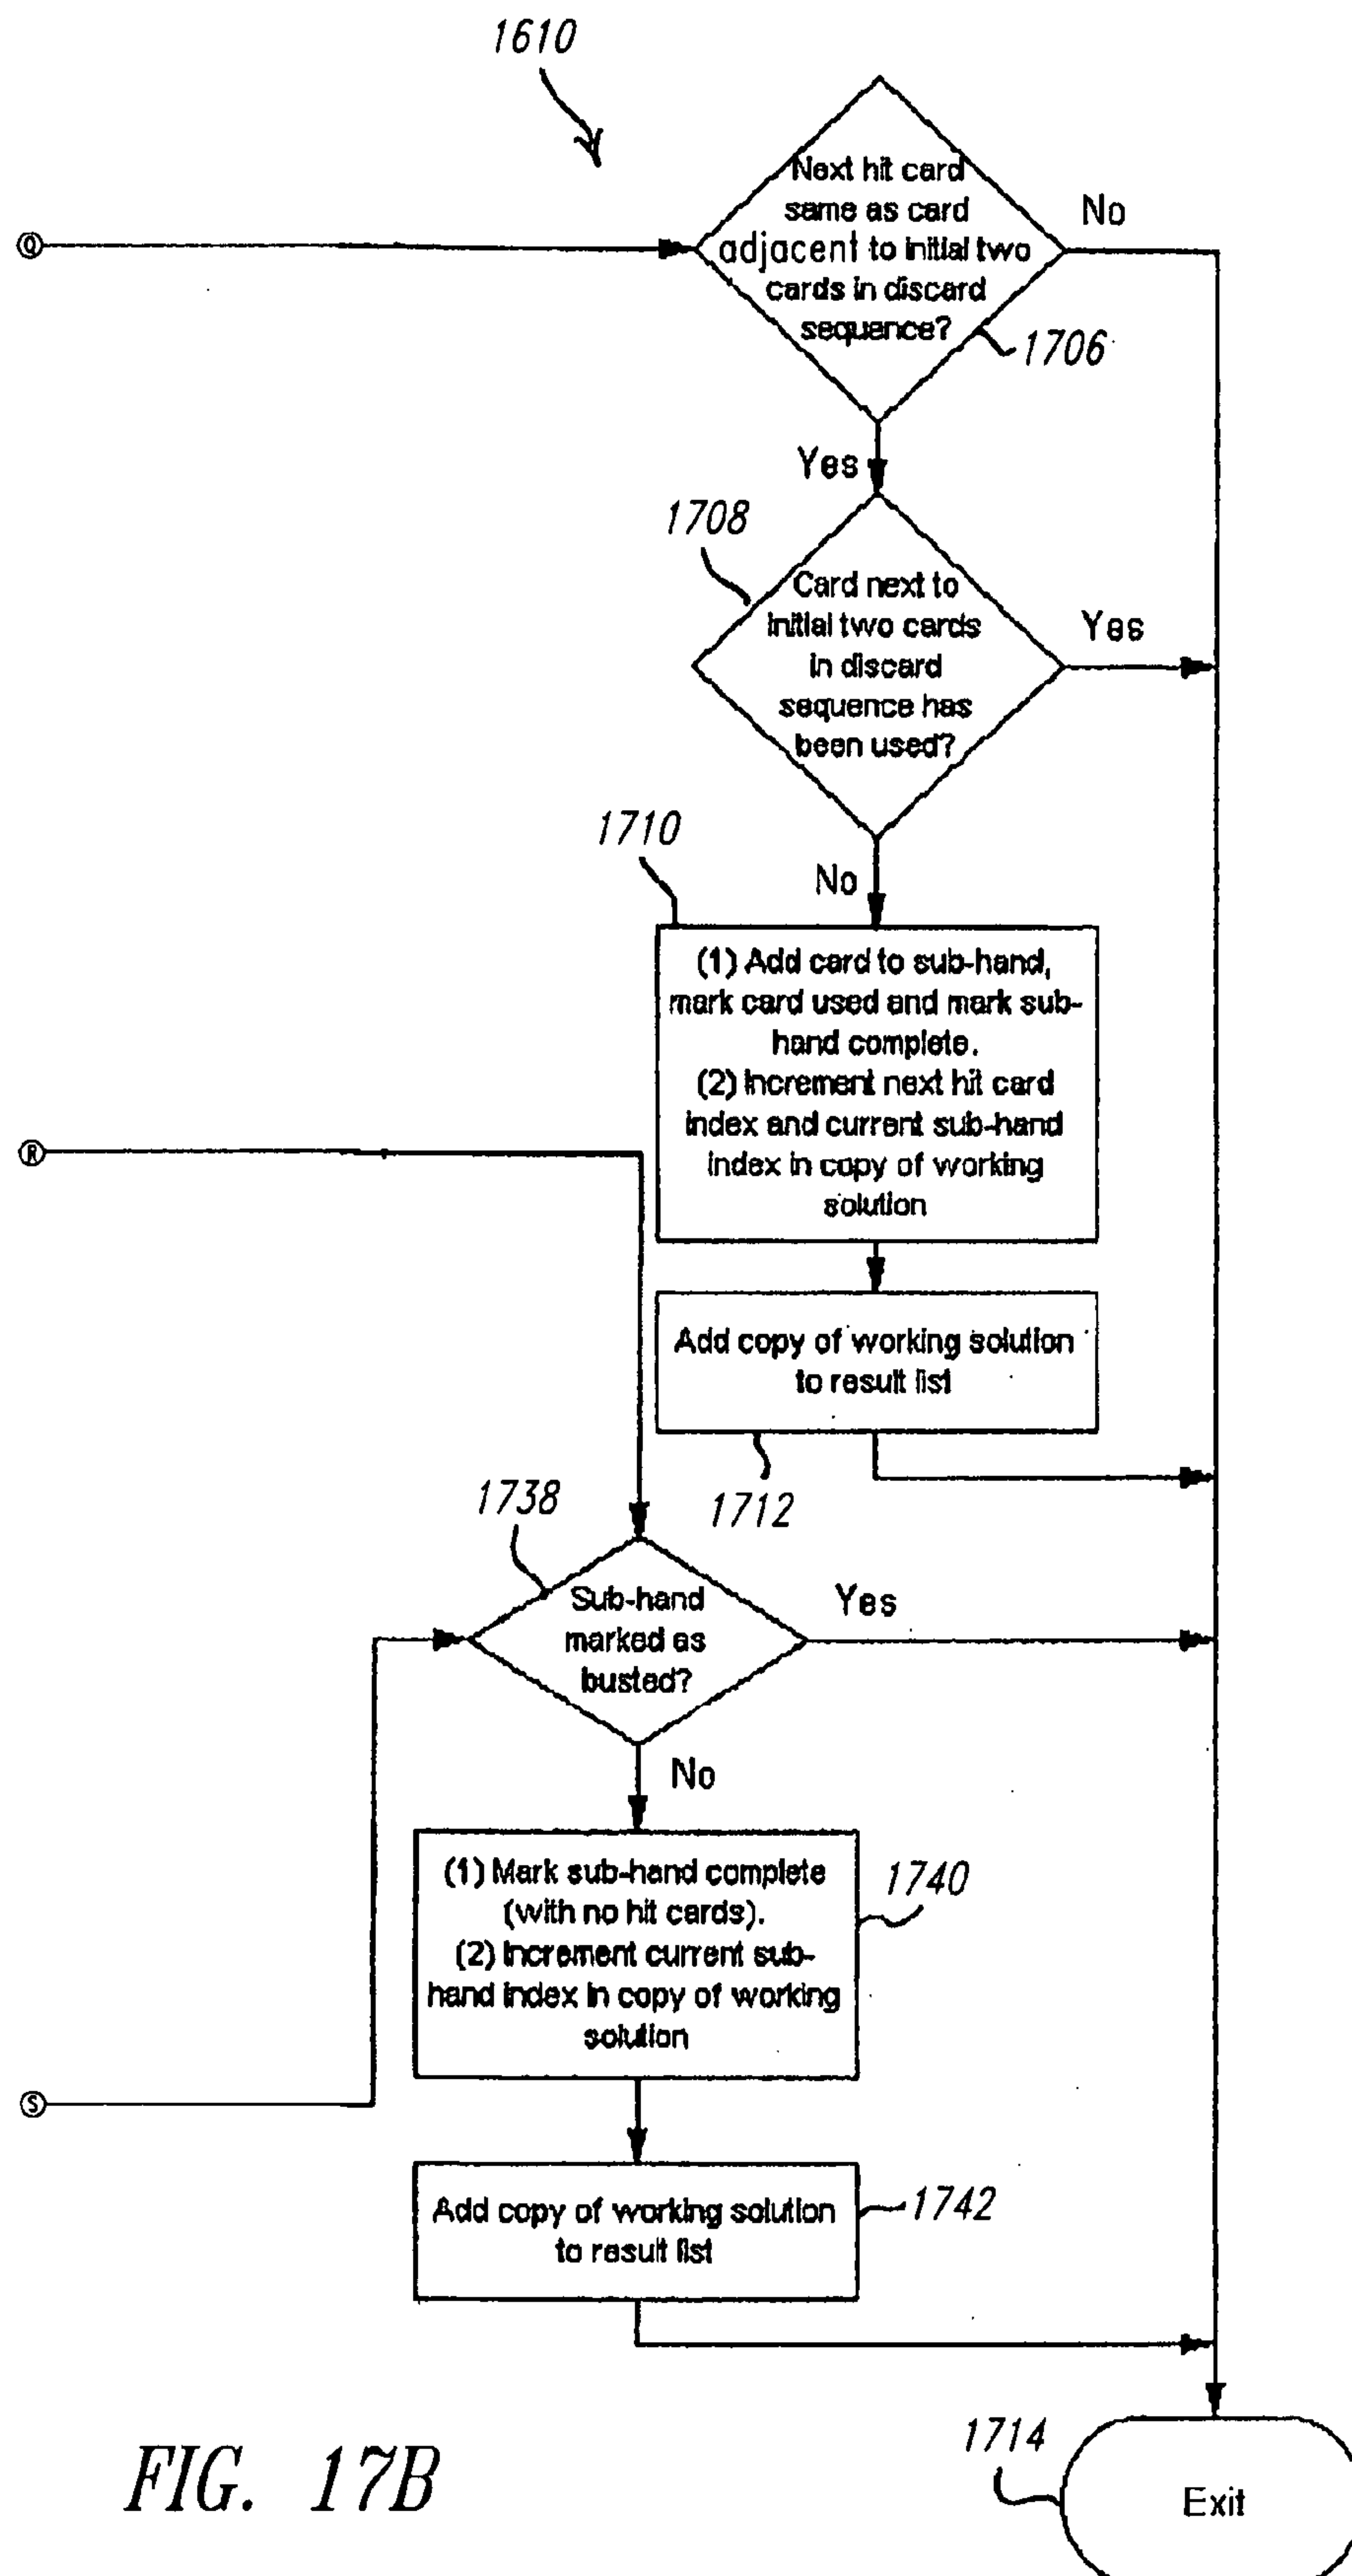 1610
Next hit card
same as card
adjacent to initial two
cards in discard
sequence?
No
Q
1706
Yes
1708
Card next to
initial two cards
in discard
sequence has
been used?
Yes
1710
No
(1) Add card to sub-hand,
mark card used and mark sub-
hand complete.
(2) Increment next hit card
index and current sub-hand
index in copy of working
solution
R
Add copy of working solution
to result list
1712
1738
Sub-hand
marked as
busted?
Yes
No
(1) Mark sub-hand complete
(with no hit cards).
(2) Increment current sub-
hand index in copy of working
solution
1740
S
Add copy of working solution
to result list
1742
1714
Exit
FIG. 17B